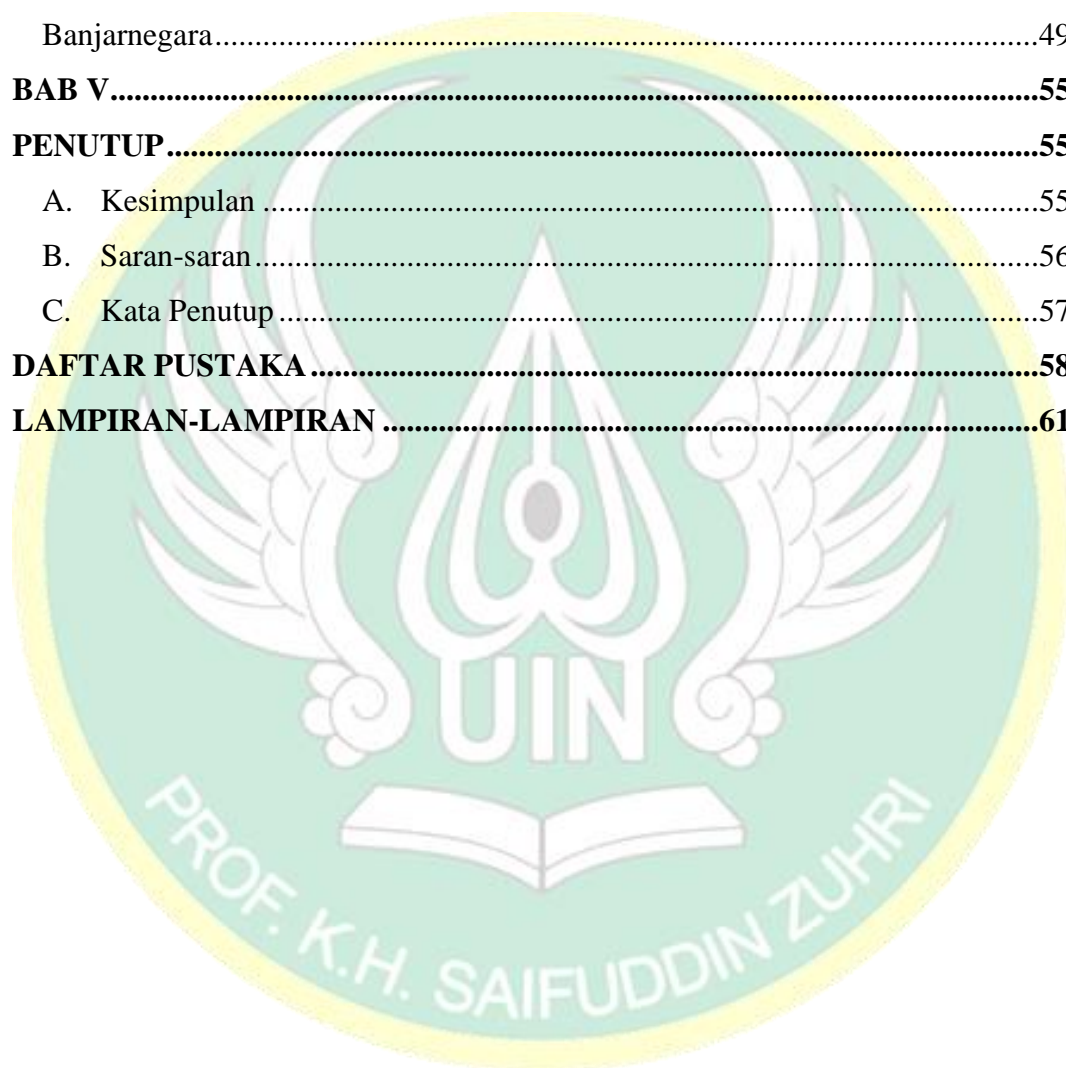 Banjarnegara....................................................................................................49
BAB V................................................................................................................55
PENUTUP.........................................................................................................55
A. Kesimpulan ..............................................................................................55
B. Saran-saran...............................................................................................56
C. Kata Penutup ............................................................................................57
DAFTAR PUSTAKA........................................................................................58
LAMPIRAN-LAMPIRAN ...............................................................................61
UIN
PROF. K.H. SAIFUDDIN ZUHRI